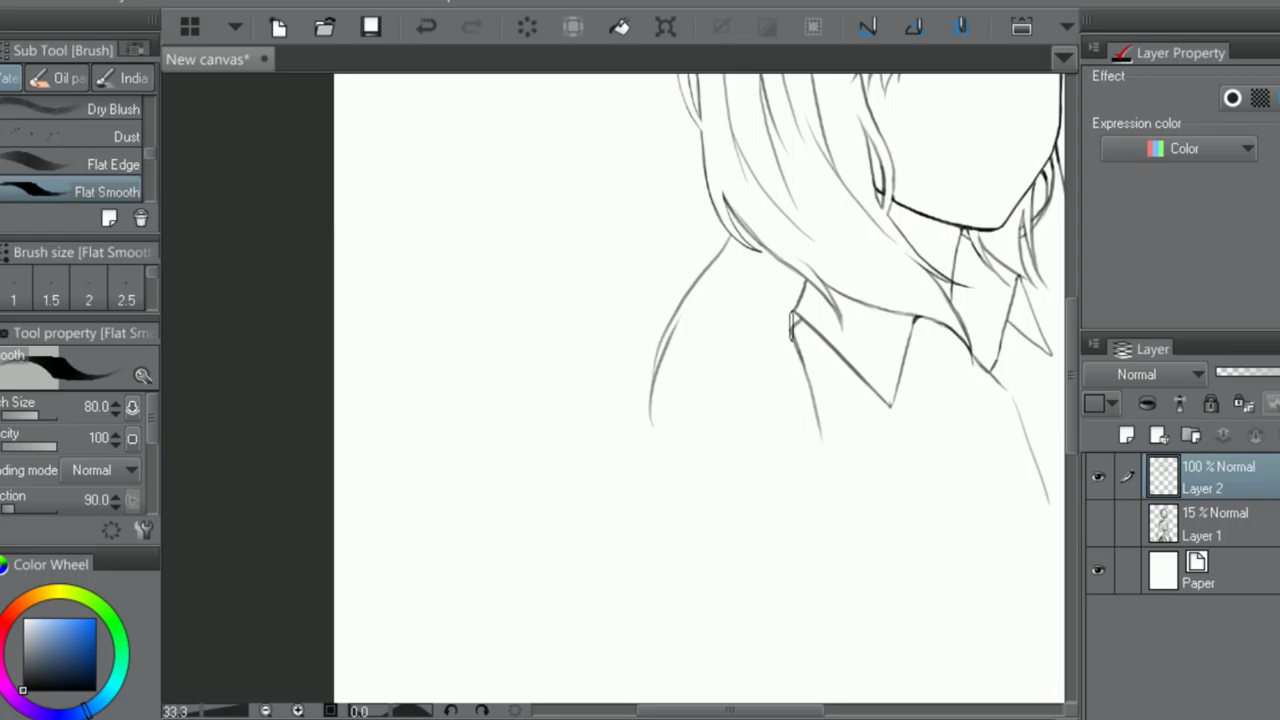 Sub Tool [Brush]
Oil pa
India
Dry Blush
Dust
Flat Edge
Flat Smooth
Brush size [Flat Smooth
1 1.5 2 2.5
Tool property [Flat Smo
ooth
h Size 80.0
city 100
ding mode Normal
ction 90.0
Color Wheel
New canvas*
33.3
0.0
Layer Property
Effect
Expression color
Color
Layer
Normal
100 % Normal
Layer 2
15 % Normal
Layer 1
Paper